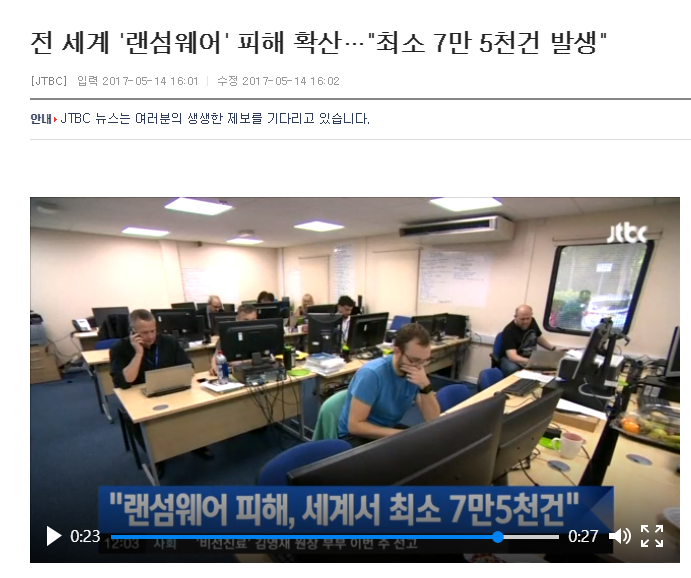 전 세계 '랜섬웨어' 피해 확산…"최소 7만 5천건 발생"
[JTBC] 입력 2017-05-14 16:01 | 수정 2017-05-14 16:02
안내 JTBC 뉴스는 여러분의 생생한 제보를 기다리고 있습니다.
jtbc
"랜섬웨어 피해, 세계서 최소 7만5천건"
0:23
0:27
12:03 사회 '비선진료' 김영재 원장 부부 이번 주 선고